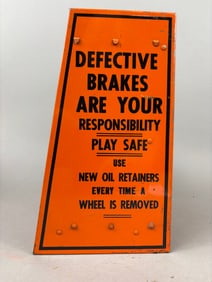 DEFECTIVE
BRAKES
ARE YOUR
RESPONSIBILITY
PLAY SAFE
USE
NEW OIL RETAINERS
EVERY TIME A
WHEEL IS REMOVED